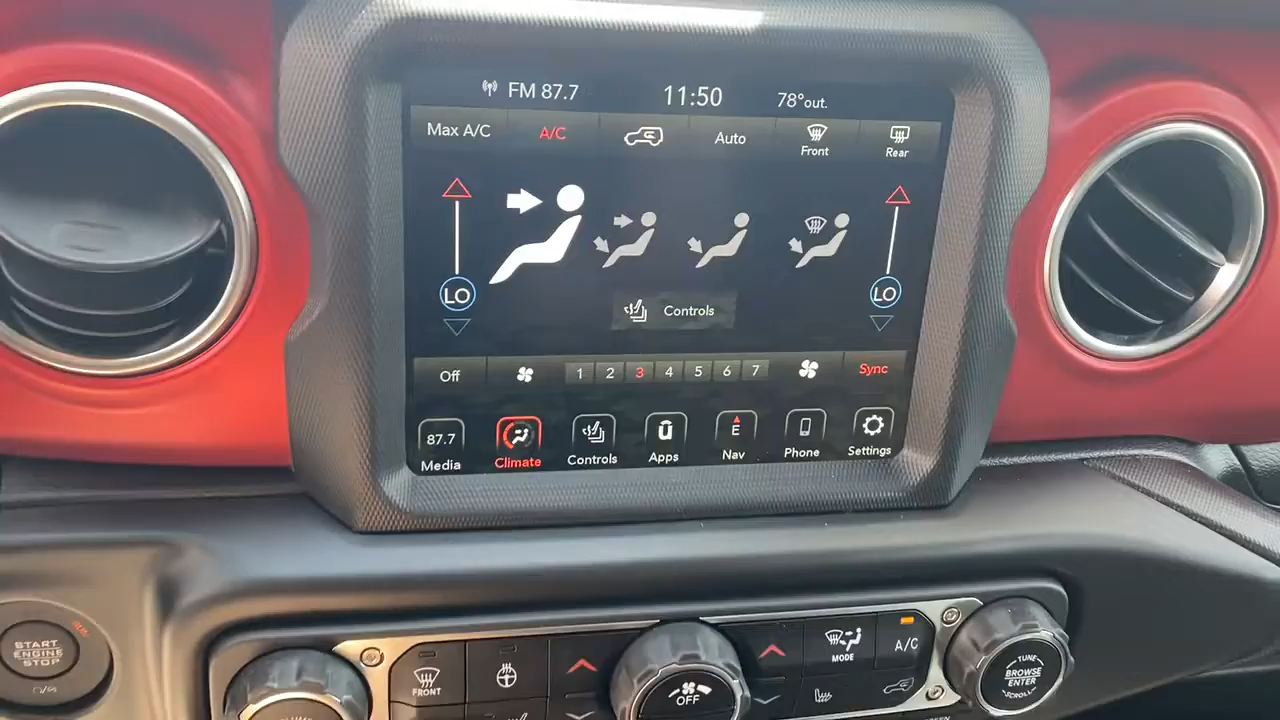 FM 87.7 11:50 78°out.
Max A/C A/C Auto Front Rear
LO LO
Controls
Off 1 2 3 4 5 6 7 Sync
87.7 E
Media Climate Controls Apps Nav Phone Settings
START
ENGINE
STOP
FRONT
OFF
MODE
A/C
TUNE
BROWSE
ENTER
SCROLL